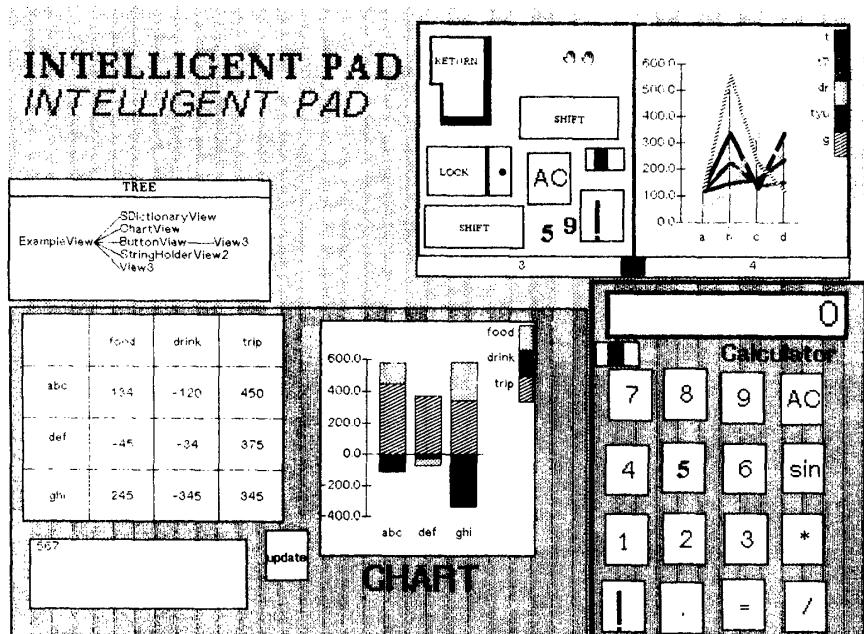 INTELLIGENT PAD
INTELLIGENT PAD
RETURN
SHIFT
LOCK
AC
SHIFT
5 9 !
3
4
600.0
500.0
400.0
300.0
200.0
100.0
0.0
a b c d
t
dr
tyu
g
TREE
SDictionaryView
ChartView
ExampleView ButtonView View3
StringHolderView2
View3
food drink trip
abc 134 -120 450
def -45 -34 375
ghi 245 -345 345
567
update
food
drink
trip
600.0
400.0
200.0
0.0
-200.0
-400.0
abc def ghi
CHART
0
Calculator
7 8 9 AC
4 5 6 sin
1 2 3 *
! . = /